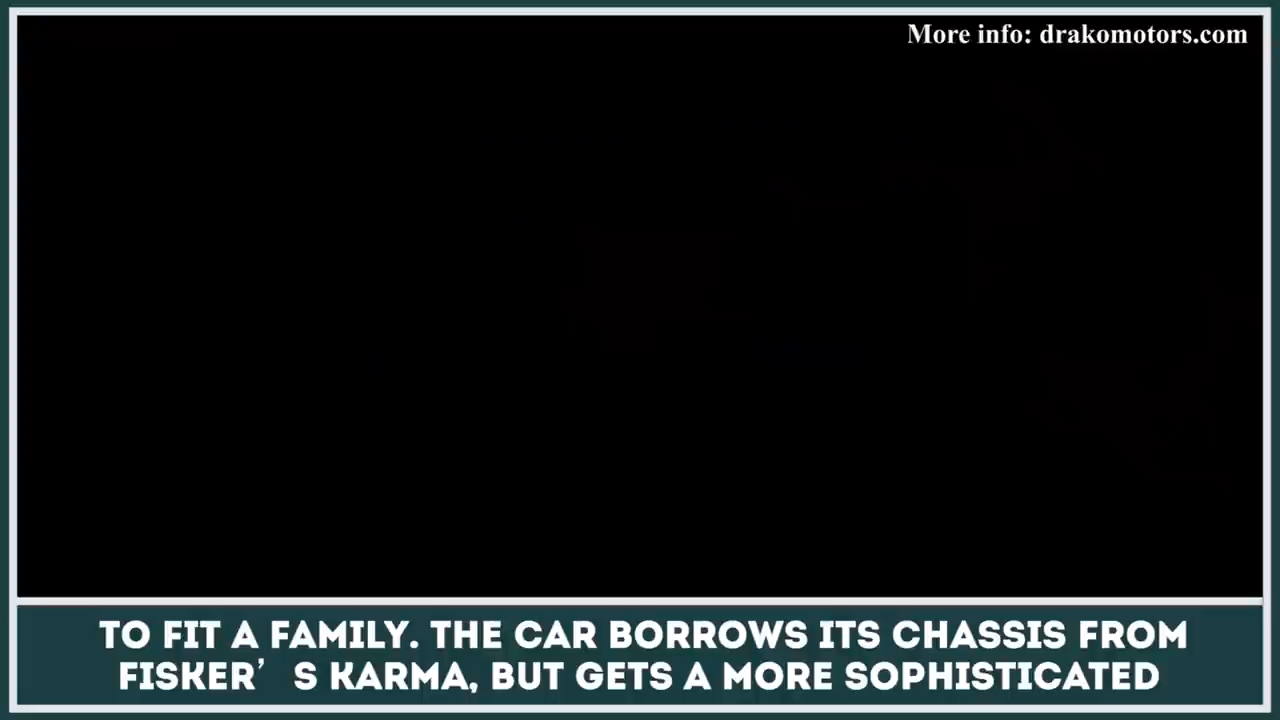 More info: drakomotors.com
TO FIT A FAMILY. THE CAR BORROWS ITS CHASSIS FROM
FISKER’ S KARMA, BUT GETS A MORE SOPHISTICATED